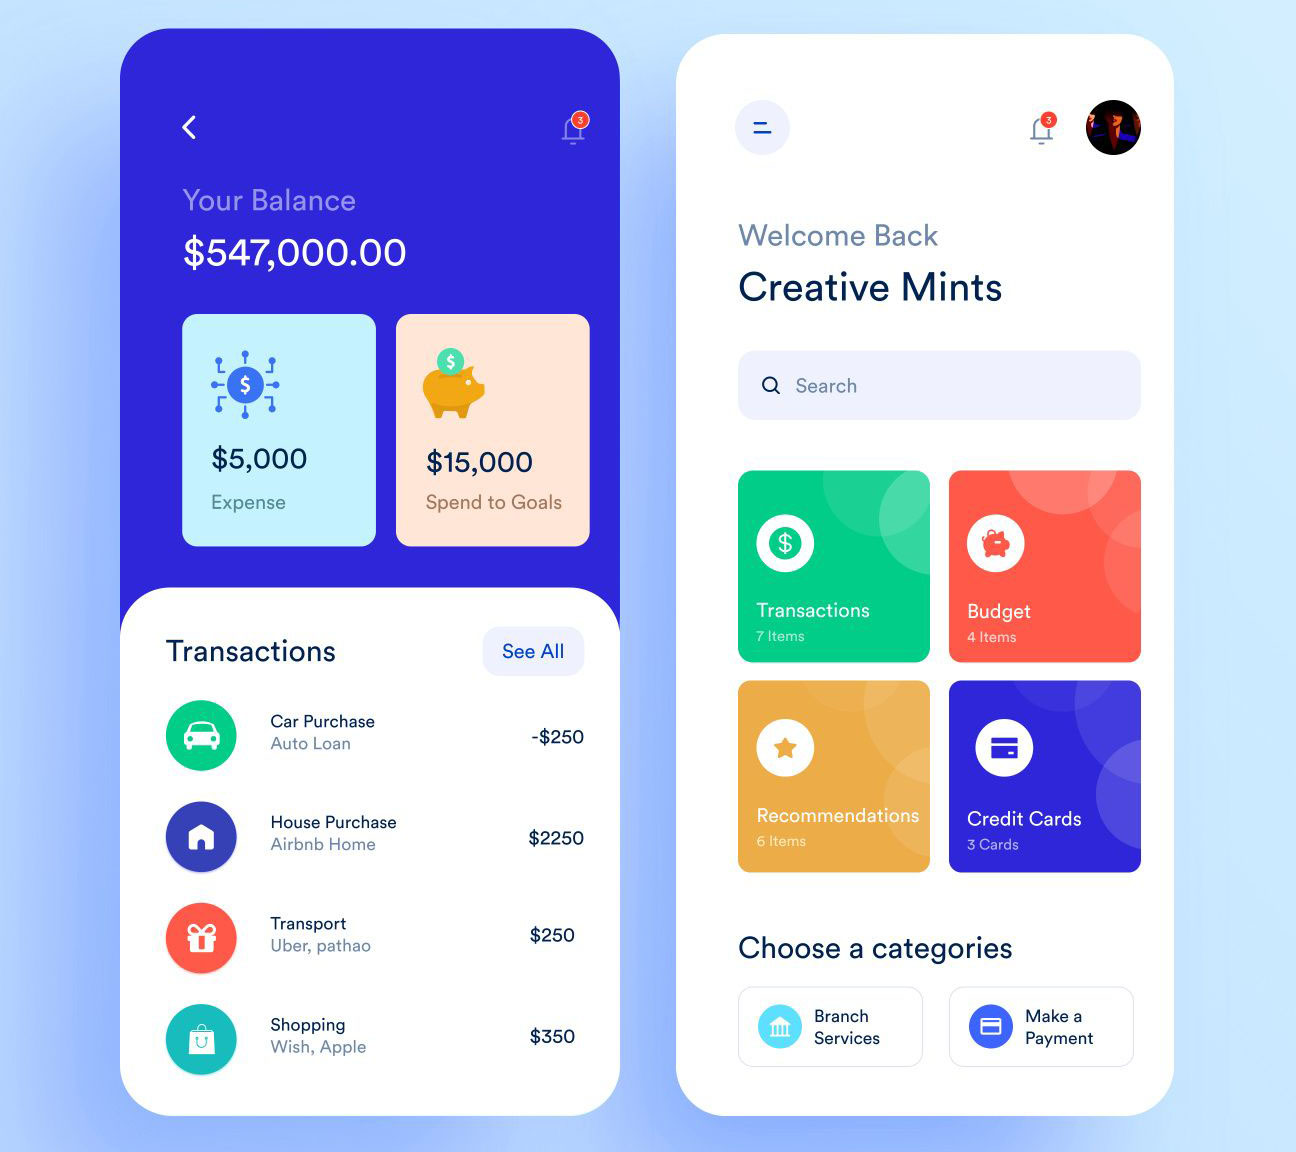 3
Your Balance
$547,000.00
$
$5,000
Expense
$
$15,000
Spend to Goals
Transactions
See All
Car Purchase
Auto Loan
-$250
House Purchase
Airbnb Home
$2250
Transport
Uber, pathao
$250
Shopping
Wish, Apple
$350
3
Welcome Back
Creative Mints
Search
$
Transactions
7 Items
Budget
4 Items
Recommendations
6 Items
Credit Cards
3 Cards
Choose a categories
Branch
Services
Make a
Payment